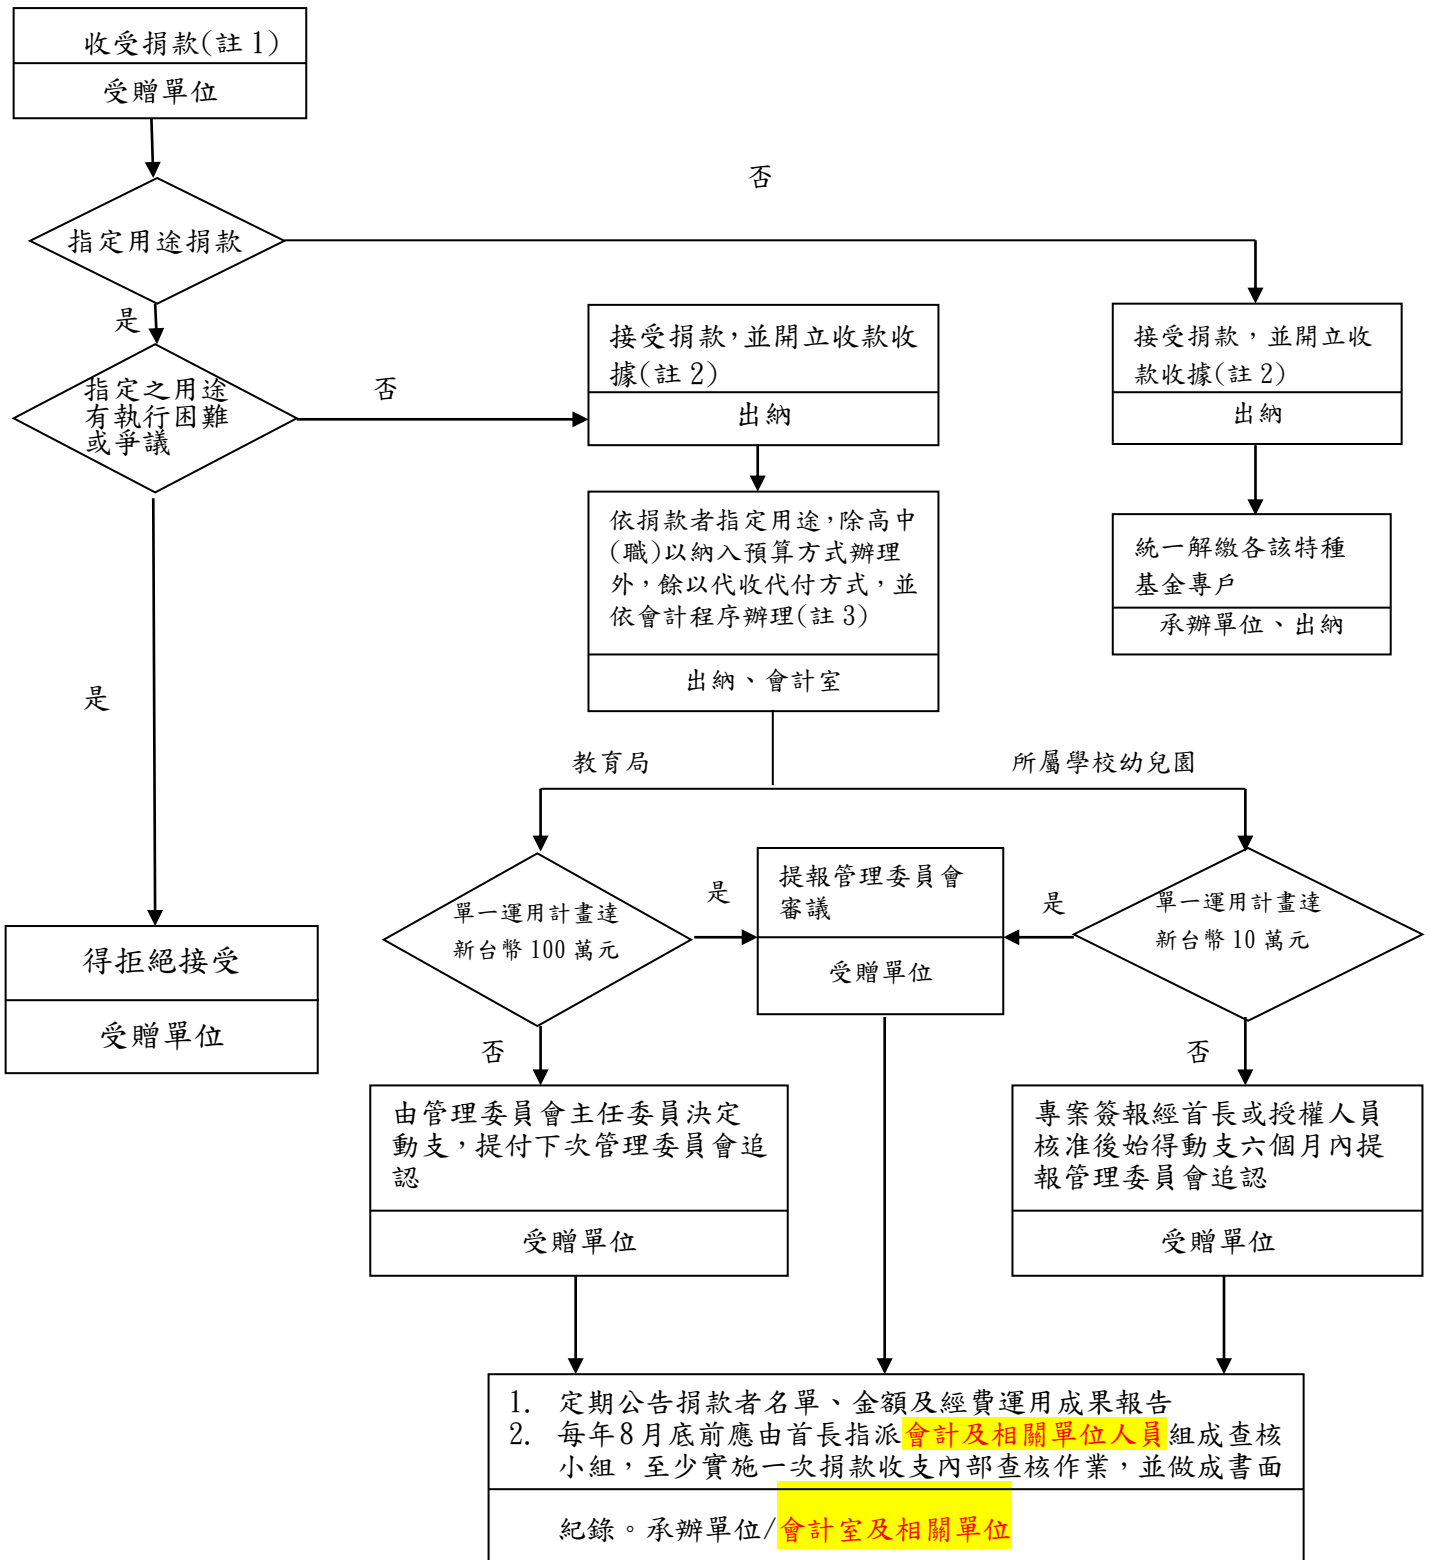 收受捐款(註1)
受贈單位
否
指定用途捐款
是
指定之用途
有執行困難
或爭議
否
接受捐款，並開立收款收
據(註2)
出納
接受捐款，並開立收
款收據(註2)
出納
依捐款者指定用途，除高中
(職)以納入預算方式辦理
外，餘以代收代付方式，並
依會計程序辦理(註3)
出納、會計室
統一解繳各該特種
基金專戶
承辦單位、出納
是
教育局
所屬學校幼兒園
單一運用計畫達
新台幣100萬元
是
提報管理委員會
審議
受贈單位
是
單一運用計畫達
新台幣10萬元
得拒絕接受
受贈單位
否
否
由管理委員會主任委員決定
動支，提付下次管理委員會追
認
受贈單位
專案簽報經首長或授權人員
核准後始得動支六個月內提
報管理委員會追認
受贈單位
1. 定期公告捐款者名單、金額及經費運用成果報告
2. 每年8月底前應由首長指派會計及相關單位人員組成查核
小組，至少實施一次捐款收支內部查核作業，並做成書面
紀錄。承辦單位/會計室及相關單位